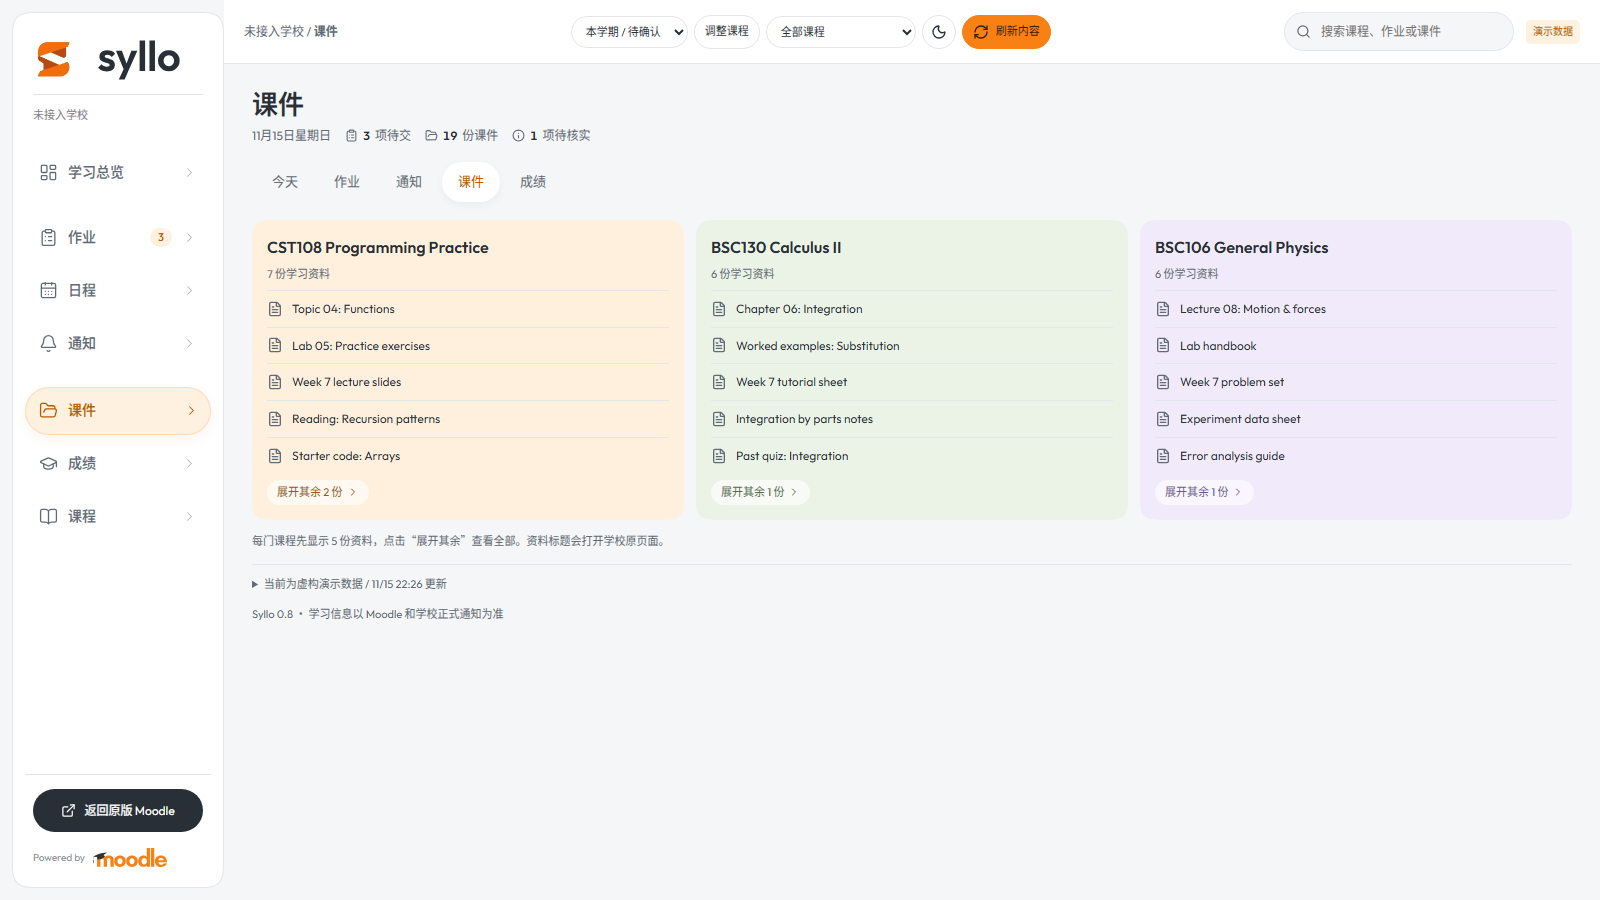 syllo
未接入学校
学习总览
作业 3
日程
通知
课件
成绩
课程
返回原版 Moodle
Powered by moodle
未接入学校 / 课件
本学期 / 待确认
调整课程
全部课程
刷新内容
搜索课程、作业或课件
演示数据
课件
11月15日星期日 3 项待交 19 份课件 1 项待核实
今天 作业 通知 课件 成绩
CST108 Programming Practice
7 份学习资料
Topic 04: Functions
Lab 05: Practice exercises
Week 7 lecture slides
Reading: Recursion patterns
Starter code: Arrays
展开其余 2 份
BSC130 Calculus II
6 份学习资料
Chapter 06: Integration
Worked examples: Substitution
Week 7 tutorial sheet
Integration by parts notes
Past quiz: Integration
展开其余 1 份
BSC106 General Physics
6 份学习资料
Lecture 08: Motion & forces
Lab handbook
Week 7 problem set
Experiment data sheet
Error analysis guide
展开其余 1 份
每门课程先显示 5 份资料，点击“展开其余”查看全部。资料标题会打开学校原页面。
当前为虚构演示数据 / 11/15 22:26 更新
Syllo 0.8 • 学习信息以 Moodle 和学校正式通知为准